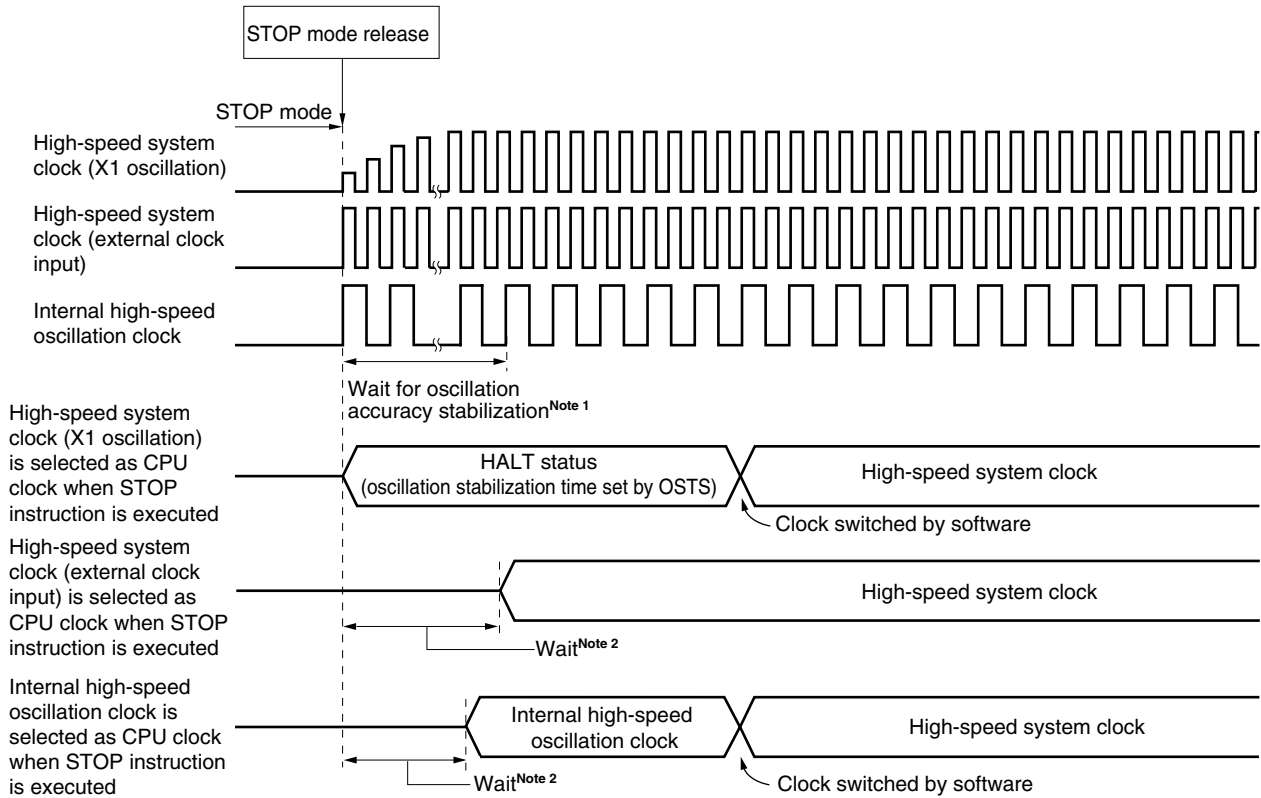 STOP mode release
STOP mode
High-speed system
clock (X1 oscillation)
High-speed system
clock (external clock
input)
Internal high-speed
oscillation clock
Wait for oscillation
accuracy stabilizationNote 1
High-speed system
clock (X1 oscillation)
is selected as CPU
clock when STOP
instruction is executed
HALT status
(oscillation stabilization time set by OSTS)
High-speed system clock
Clock switched by software
High-speed system
clock (external clock
input) is selected as
CPU clock when STOP
instruction is executed
High-speed system clock
WaitNote 2
Internal high-speed
oscillation clock is
selected as CPU clock
when STOP instruction
is executed
Internal high-speed
oscillation clock
High-speed system clock
WaitNote 2
Clock switched by software